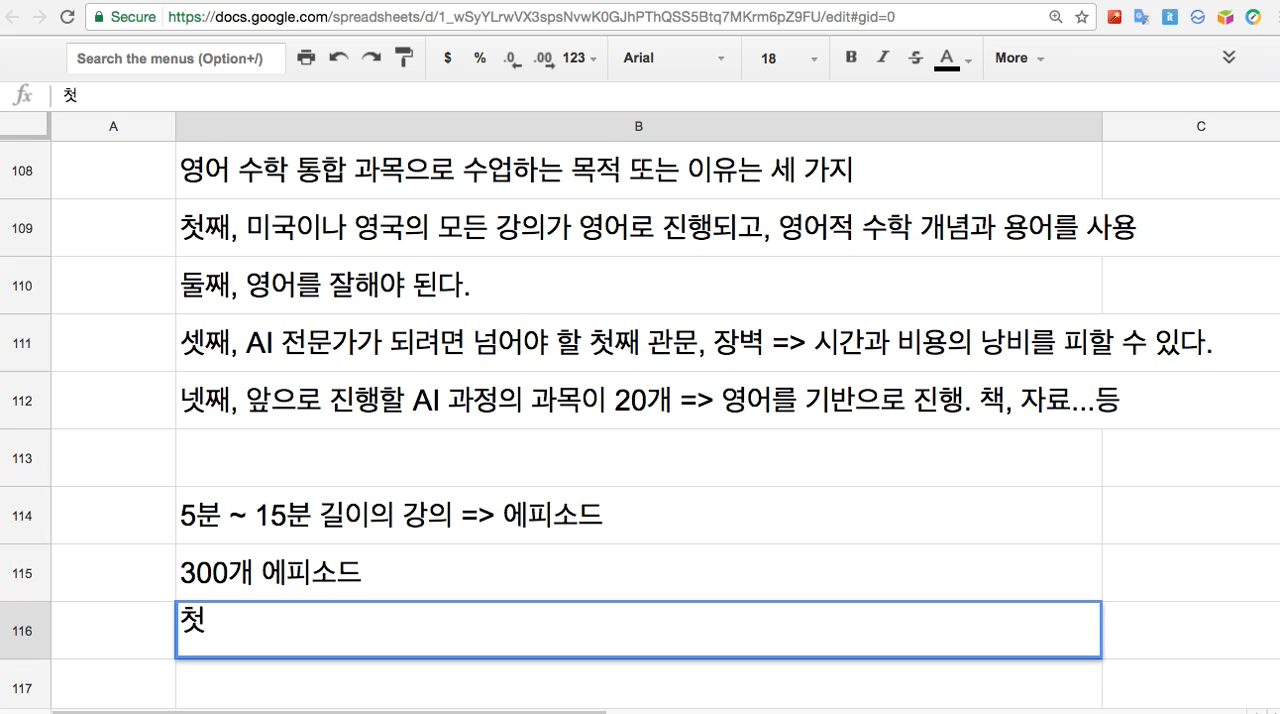 Secure https://docs.google.com/spreadsheets/d/1_wSyYLrwVX3spsNvwK0GJhPThQSS5Btq7MKrm6pZ9FU/edit#gid=0
Search the menus (Option+/) $ % .0 .00 123 Arial 18 B I S A More
fx 첫
A B C
108 영어 수학 통합 과목으로 수업하는 목적 또는 이유는 세 가지
109 첫째, 미국이나 영국의 모든 강의가 영어로 진행되고, 영어적 수학 개념과 용어를 사용
110 둘째, 영어를 잘해야 된다.
111 셋째, AI 전문가가 되려면 넘어야 할 첫째 관문, 장벽 => 시간과 비용의 낭비를 피할 수 있다.
112 넷째, 앞으로 진행할 AI 과정의 과목이 20개 => 영어를 기반으로 진행. 책, 자료...등
113
114 5분 ~ 15분 길이의 강의 => 에피소드
115 300개 에피소드
116 첫
117